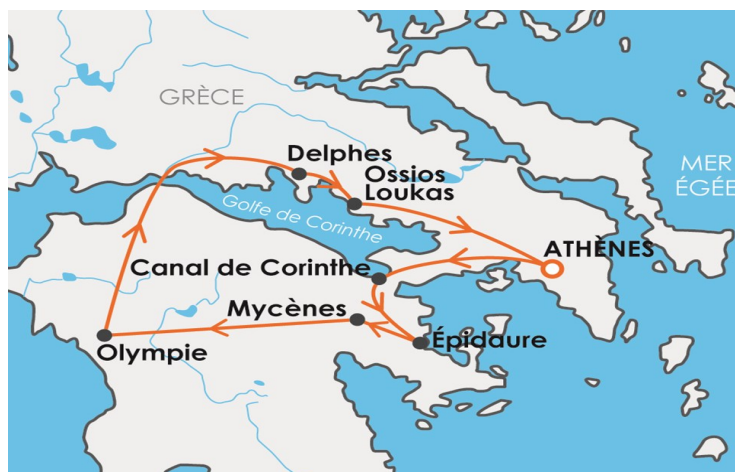 GRÈCE
Delphes
Ossios
Loukas
MER
ÉGÉE
Golfe de Corinthe
ATHÈNES
Canal de Corinthe
Mycènes
Épidaure
Olympie